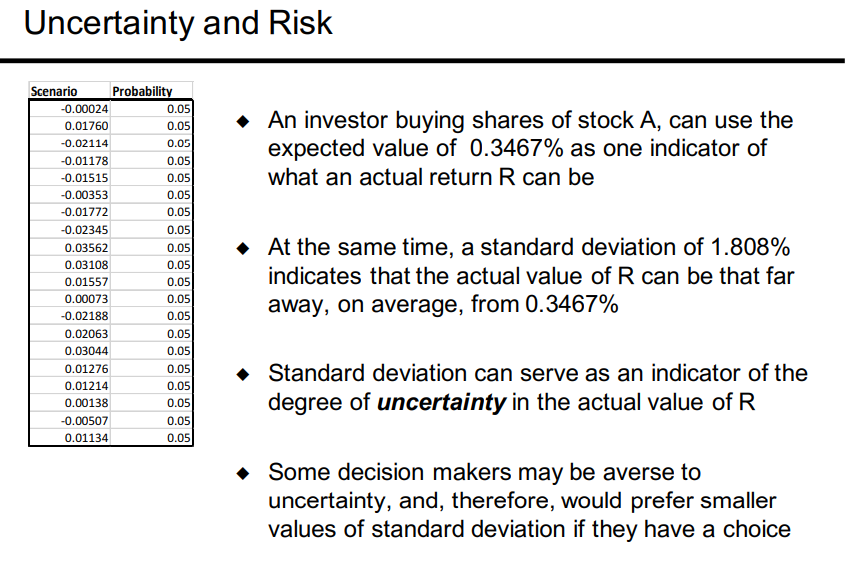 Uncertainty and Risk
Scenario Probability
-0.00024 0.05
0.01760 0.05
-0.02114 0.05
-0.01178 0.05
-0.01515 0.05
-0.00353 0.05
-0.01772 0.05
-0.02345 0.05
0.03562 0.05
0.03108 0.05
0.01557 0.05
0.00073 0.05
-0.02188 0.05
0.02063 0.05
0.03044 0.05
0.01276 0.05
0.01214 0.05
0.00138 0.05
-0.00507 0.05
0.01134 0.05
◆ An investor buying shares of stock A, can use the
expected value of 0.3467% as one indicator of
what an actual return R can be
◆ At the same time, a standard deviation of 1.808%
indicates that the actual value of R can be that far
away, on average, from 0.3467%
◆ Standard deviation can serve as an indicator of the
degree of uncertainty in the actual value of R
◆ Some decision makers may be averse to
uncertainty, and, therefore, would prefer smaller
values of standard deviation if they have a choice